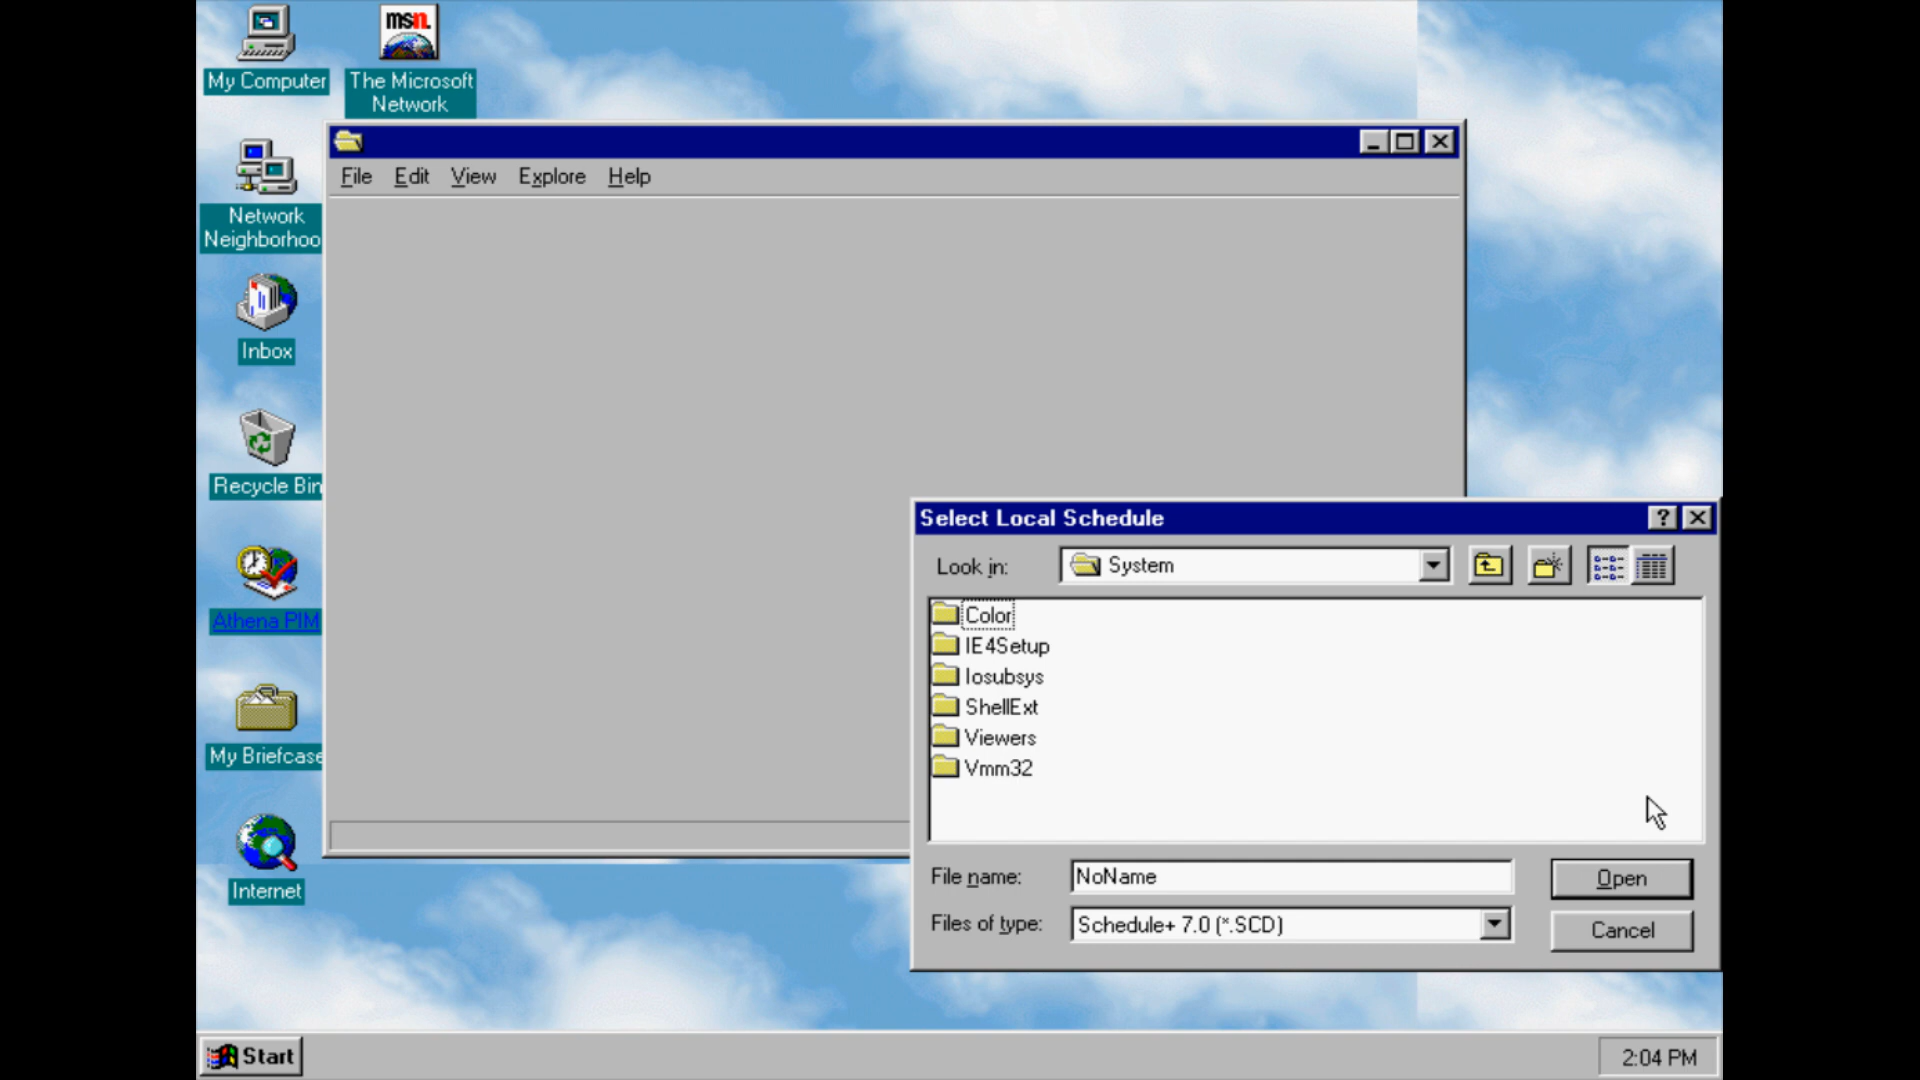 My Computer
msn.
The Microsoft
Network
File Edit View Explore Help
Network
Neighborhoo
Inbox
Recycle Bin
Athena PIM
My Briefcase
Internet
Select Local Schedule
Look in:
System
Color
IE4Setup
Iosubsys
ShellExt
Viewers
Vmm32
File name:
NoName
Open
Files of type:
Schedule+ 7.0 (*.SCD)
Cancel
Start
2:04 PM